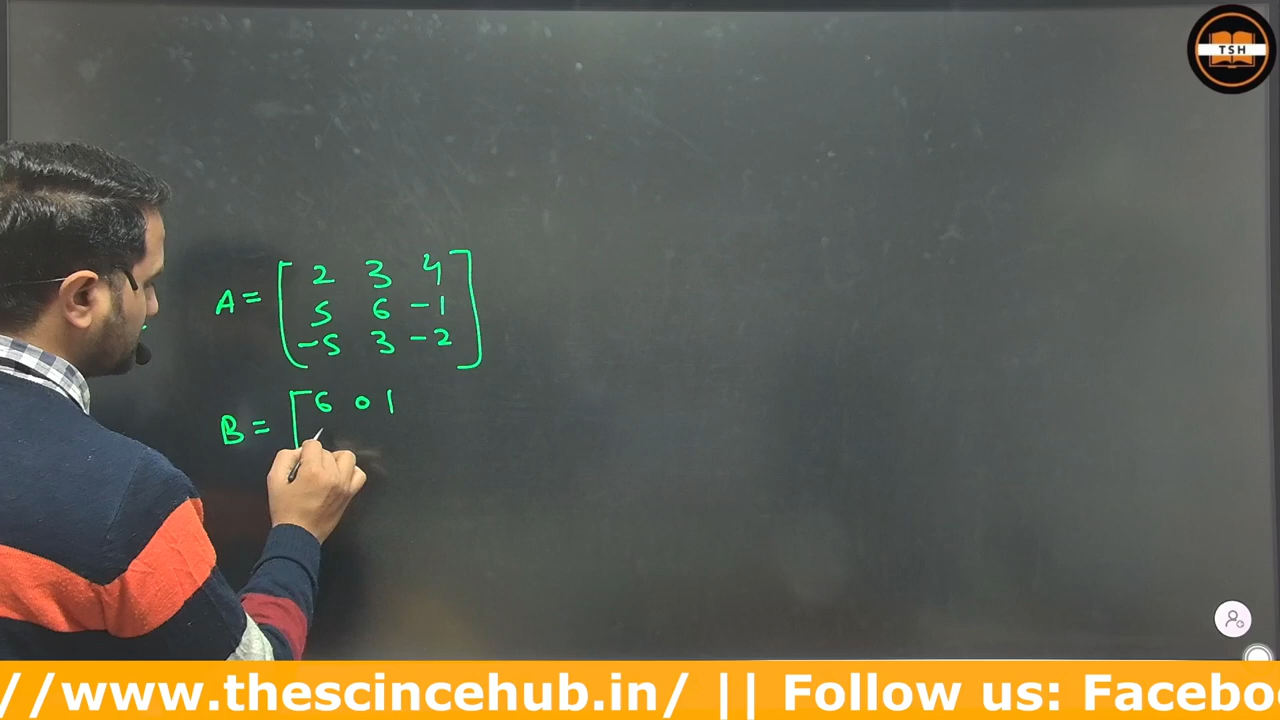 TSH
A = [ 2 3 4
5 6 -1
-5 3 -2 ]
B = [ 6 0 1
//www.thescincehub.in/ || Follow us: Facebo